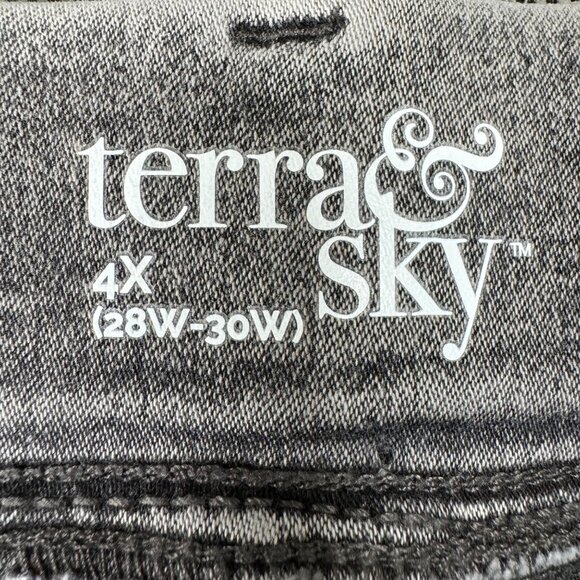 terra &
sky™
4X
(28W-30W)